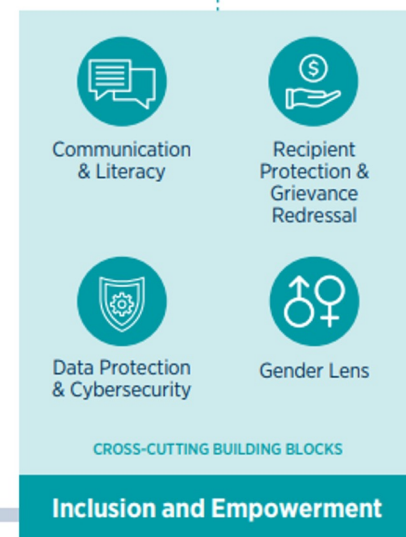 Communication
& Literacy
$
Recipient
Protection &
Grievance
Redressal
Data Protection
& Cybersecurity
Gender Lens
CROSS-CUTTING BUILDING BLOCKS
Inclusion and Empowerment